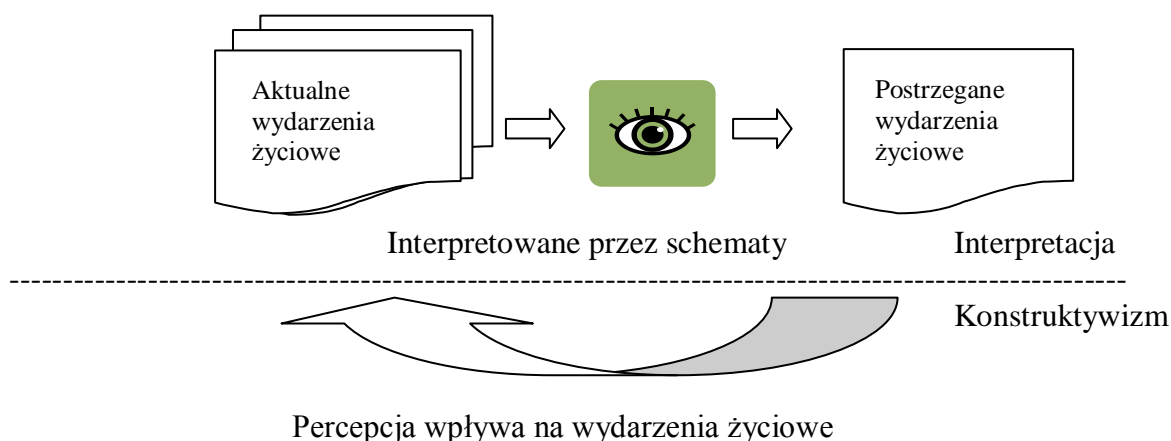 Aktualne
wydarzenia
życiowe
Postrzegane
wydarzenia
życiowe
Interpretowane przez schematy
Interpretacja
Konstruktywizm
Percepcja wpływa na wydarzenia życiowe